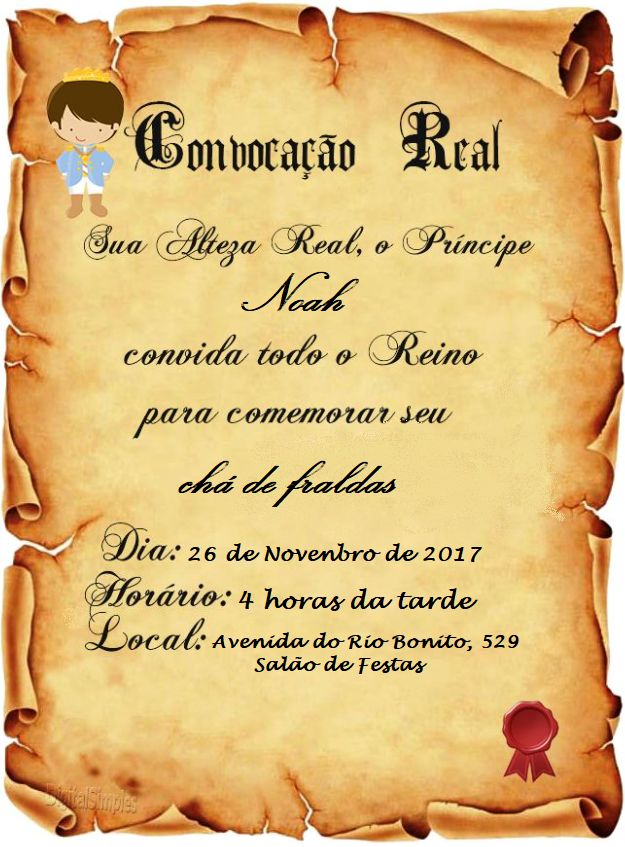 Convocação Real
Sua Alteza Real, o Príncipe
Noah
convida todo o Reino
para comemorar seu
chá de fraldas
Dia: 26 de Novenbro de 2017
Horário: 4 horas da tarde
Local: Avenida do Rio Bonito, 529
Salão de Festas
DigitalSimples